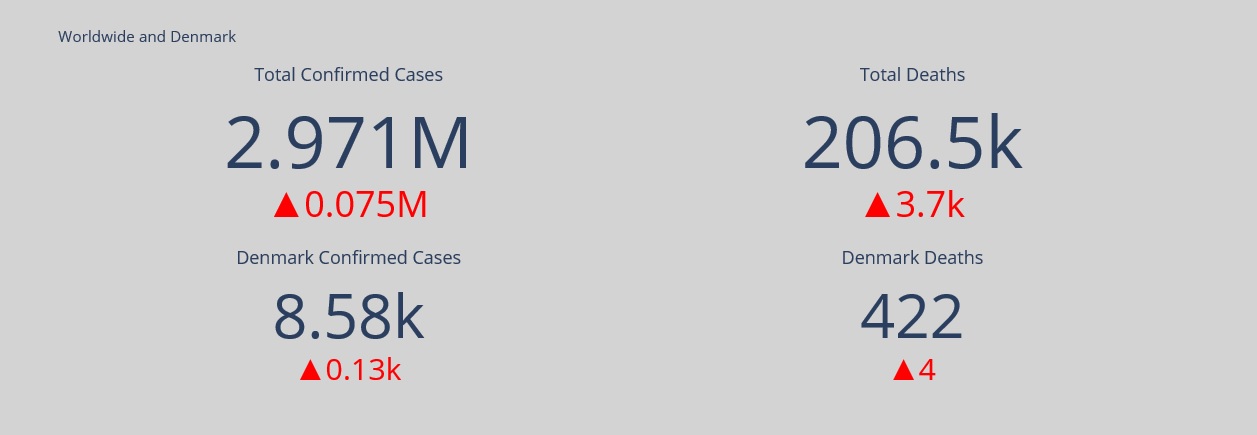 Worldwide and Denmark
Total Confirmed Cases
Total Deaths
2.971M
206.5k
▲0.075M
▲3.7k
Denmark Confirmed Cases
Denmark Deaths
8.58k
422
▲0.13k
▲4